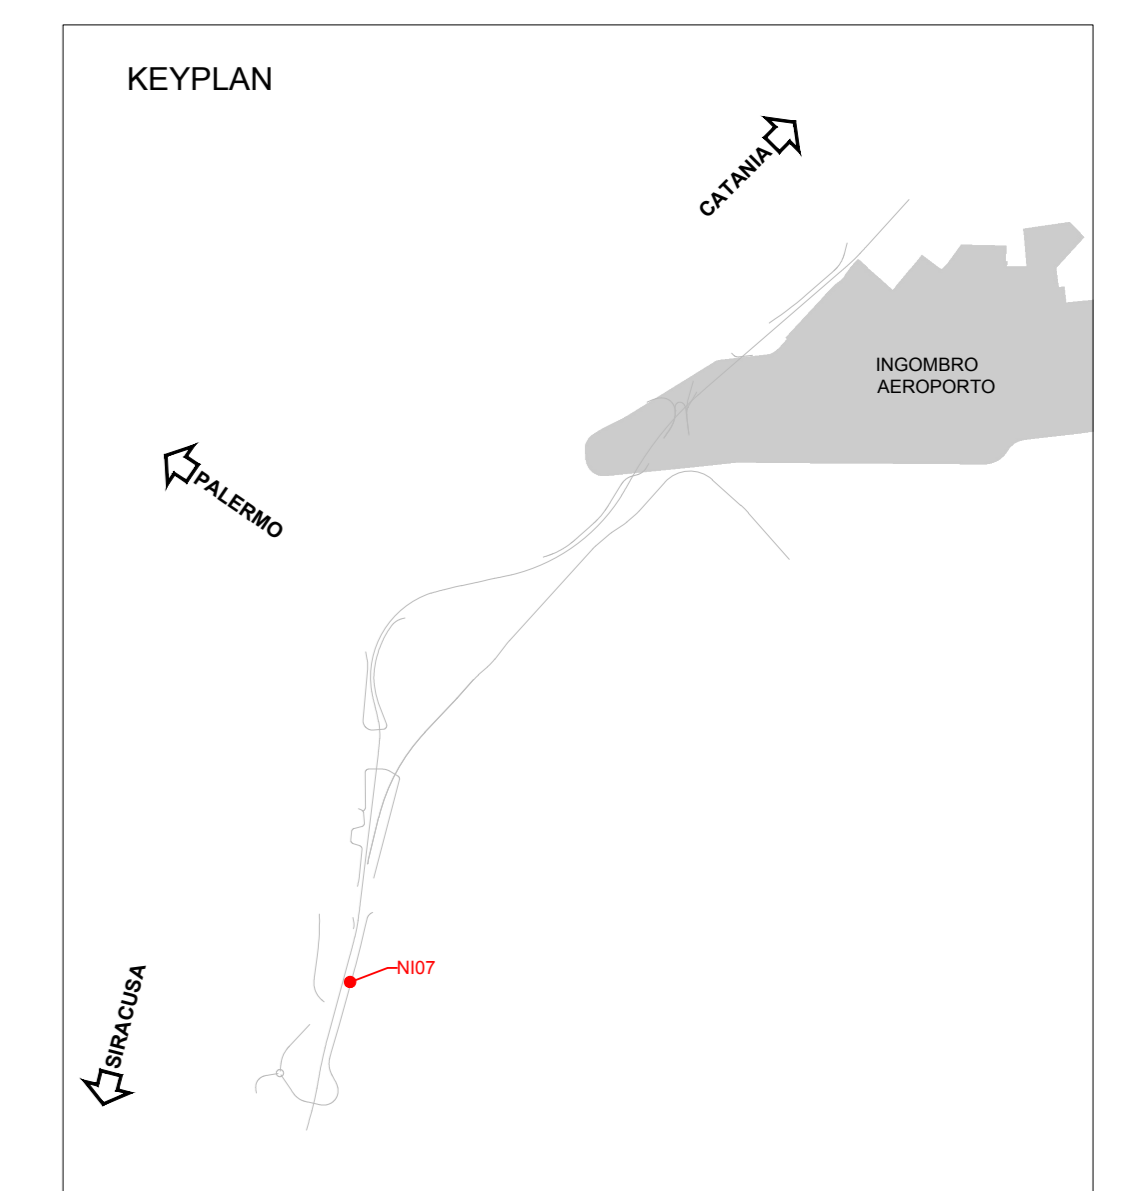 KEYPLAN
CATANIA
INGOMBRO
AEROPORTO
PALERMO
NI07
SIRACUSA